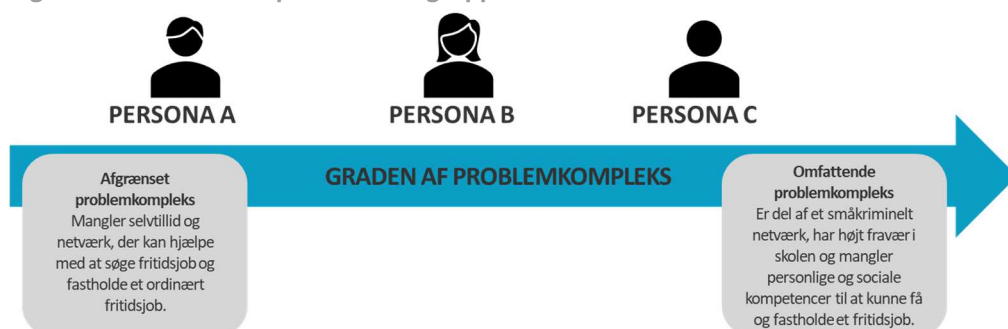 PERSONA A
PERSONA B
PERSONA C
GRADEN AF PROBLEMKOMPLEKS
Afgrænset
problemkompleks
Mangler selvtillid og
netværk, der kan hjælpe
med at søge fritidsjob og
fastholde et ordinært
fritidsjob.
Omfattende
problemkompleks
Er del af et småkriminelt
netværk, har højt fravær i
skolen og mangler
personlige og sociale
kompetencer til at kunne få
og fastholde et fritidsjob.